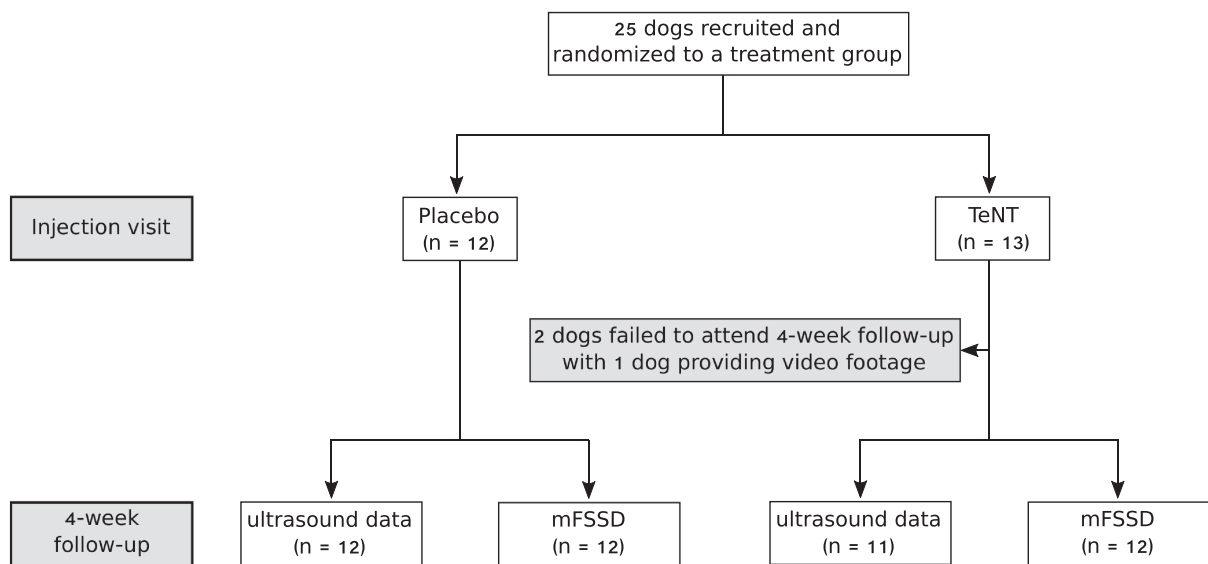 25 dogs recruited and
randomized to a treatment group
Injection visit
Placebo
(n = 12)
TeNT
(n = 13)
2 dogs failed to attend 4-week follow-up
with 1 dog providing video footage
4-week
follow-up
ultrasound data
(n = 12)
mFSSD
(n = 12)
ultrasound data
(n = 11)
mFSSD
(n = 12)